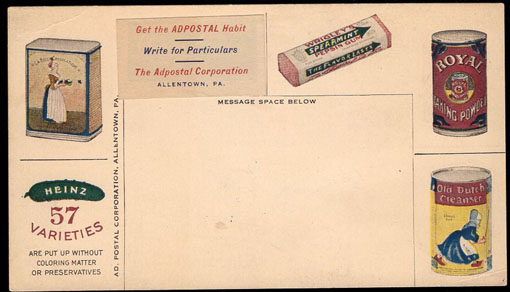 Get the ADPOSTAL Habit
Write for Particulars
The Adpostal Corporation
ALLENTOWN, PA.
WRIGLEY'S
SPEARMINT
PEPSIN GUM
THE FLAVOR LASTS
ROYAL
BAKING POWDER
MESSAGE SPACE BELOW
AD. POSTAL CORPORATION, ALLENTOWN, PA.
HEINZ
57
VARIETIES
ARE PUT UP WITHOUT
COLORING MATTER
OR PRESERVATIVES
Old Dutch
Cleanser